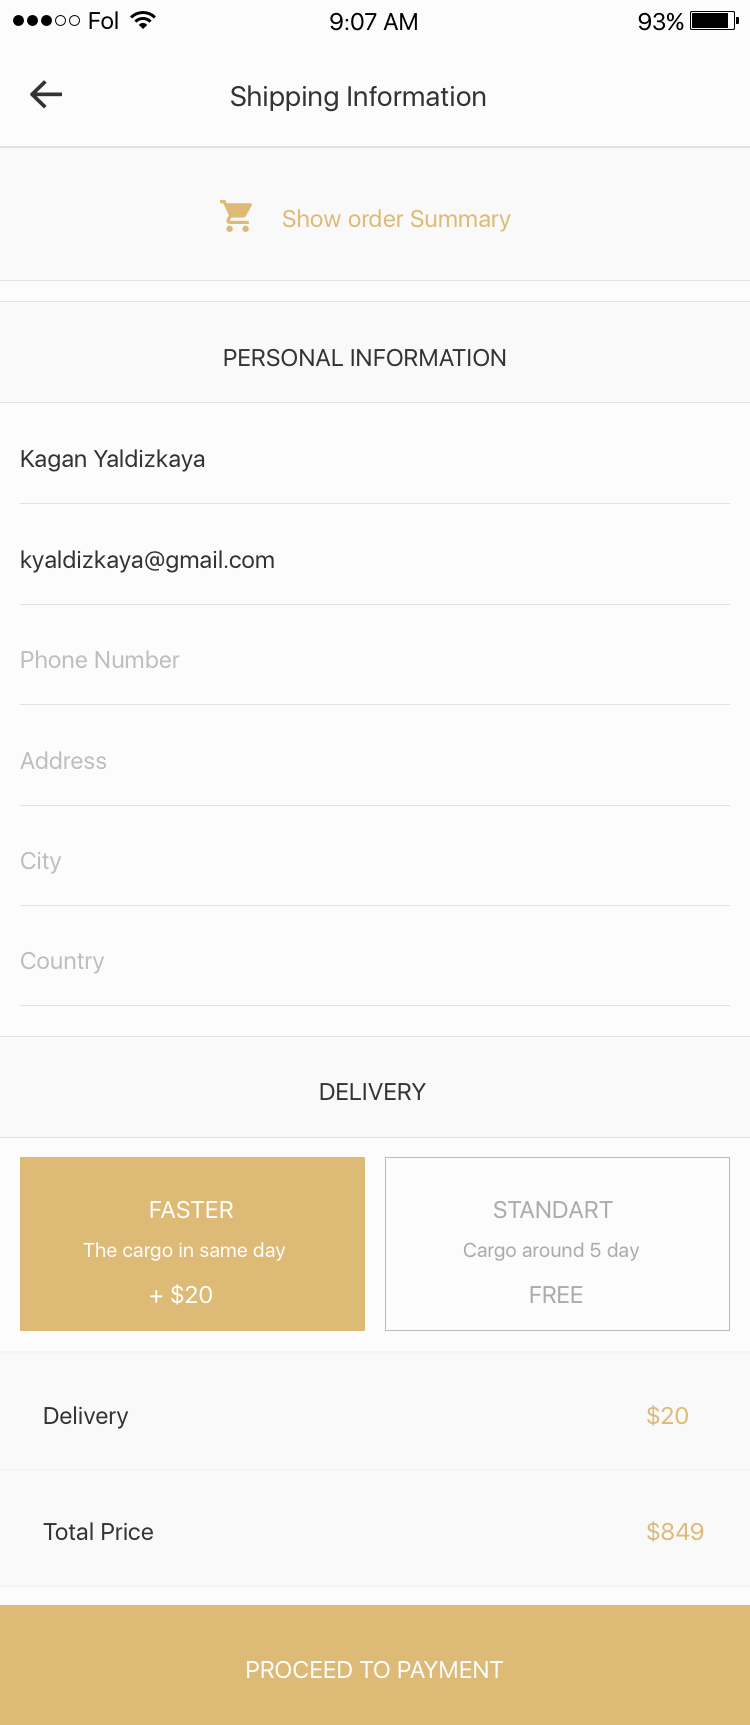 Fol 9:07 AM 93%
Shipping Information
Show order Summary
PERSONAL INFORMATION
Kagan Yaldizkaya
kyaldizkaya@gmail.com
Phone Number
Address
City
Country
DELIVERY
FASTER
The cargo in same day
+ $20
STANDART
Cargo around 5 day
FREE
Delivery $20
Total Price $849
PROCEED TO PAYMENT